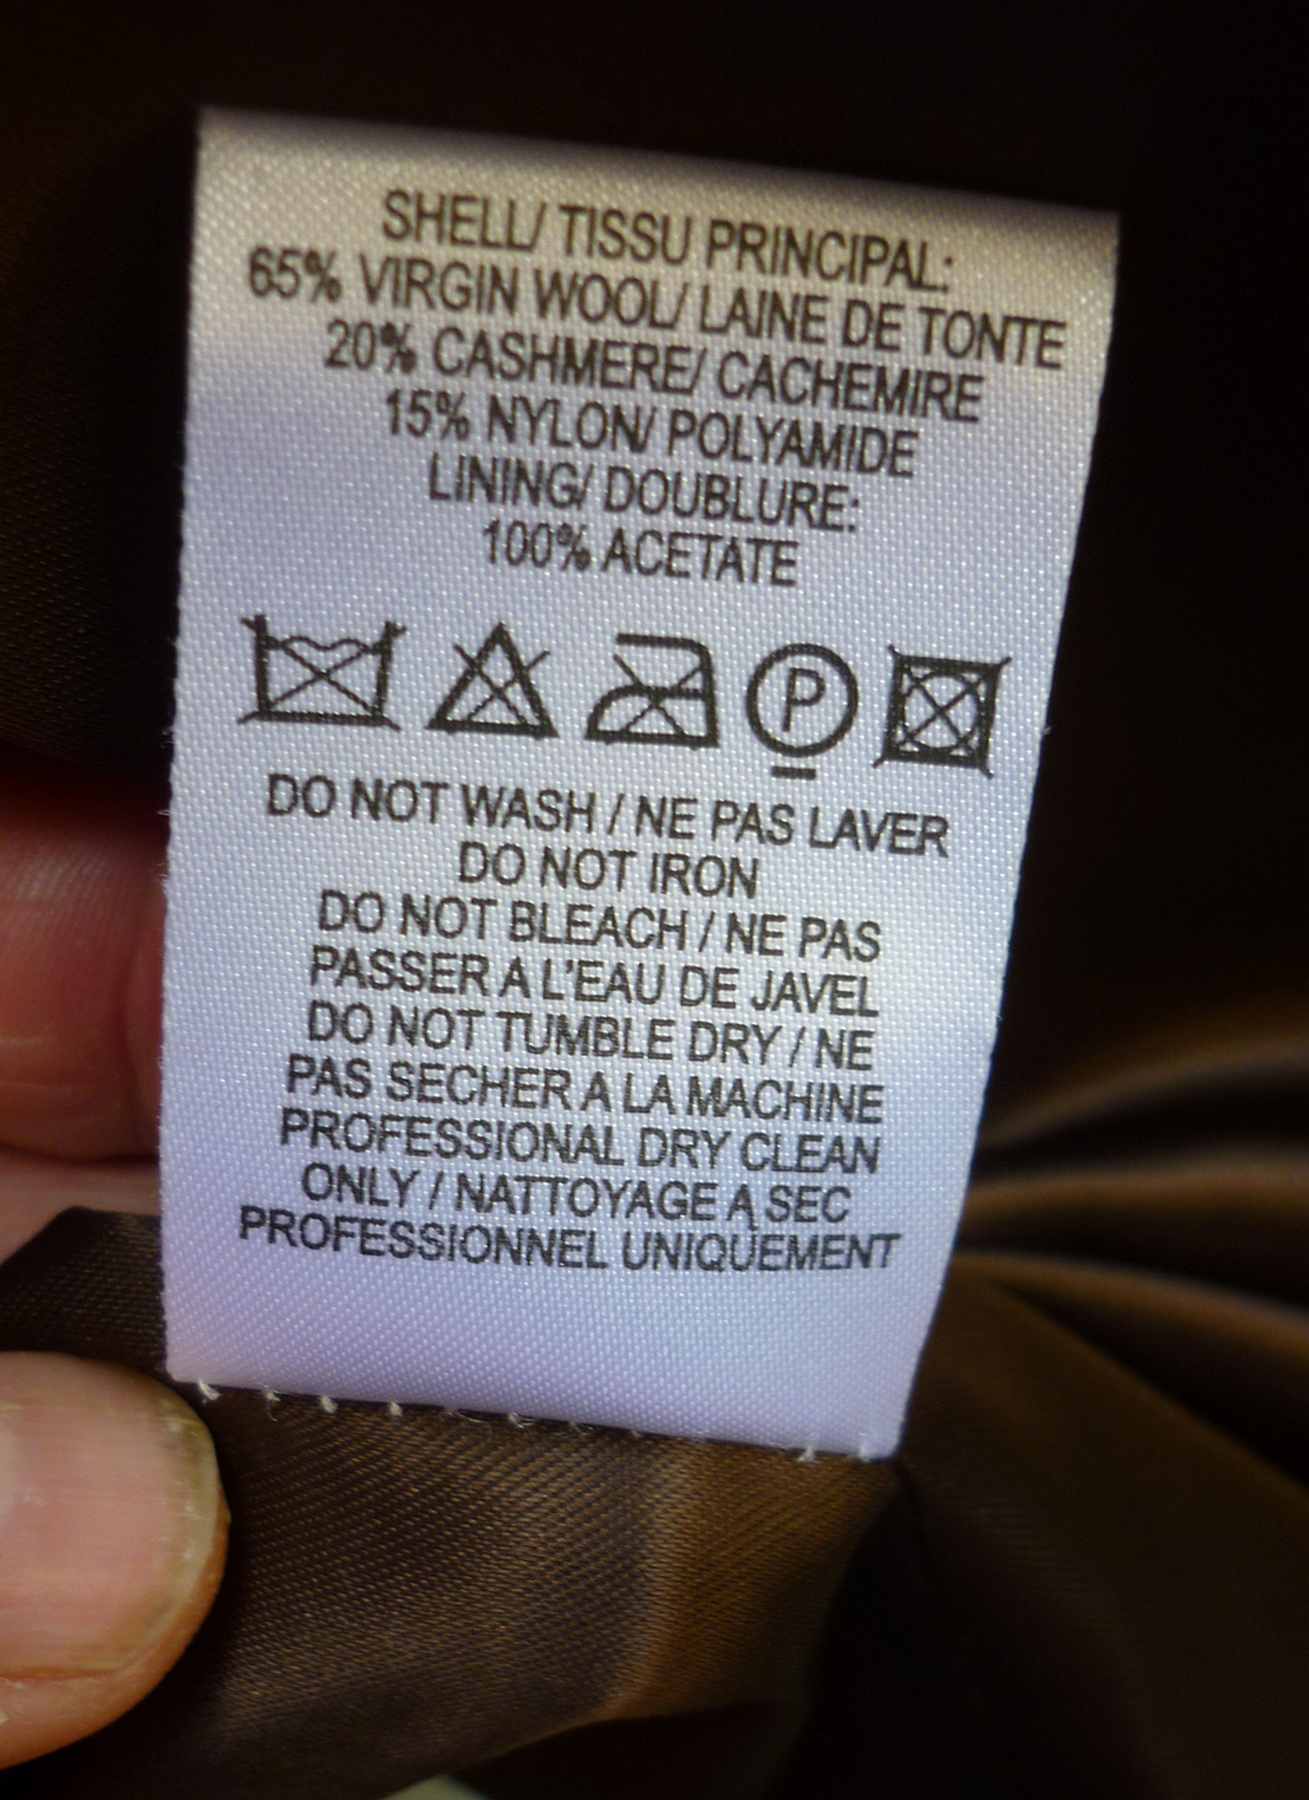 SHELL/ TISSU PRINCIPAL:
65% VIRGIN WOOL/ LAINE DE TONTE
20% CASHMERE/ CACHEMIRE
15% NYLON/ POLYAMIDE
LINING/ DOUBLURE:
100% ACETATE
P
DO NOT WASH / NE PAS LAVER
DO NOT IRON
DO NOT BLEACH / NE PAS
PASSER A L'EAU DE JAVEL
DO NOT TUMBLE DRY / NE
PAS SECHER A LA MACHINE
PROFESSIONAL DRY CLEAN
ONLY / NATTOYAGE A SEC
PROFESSIONNEL UNIQUEMENT